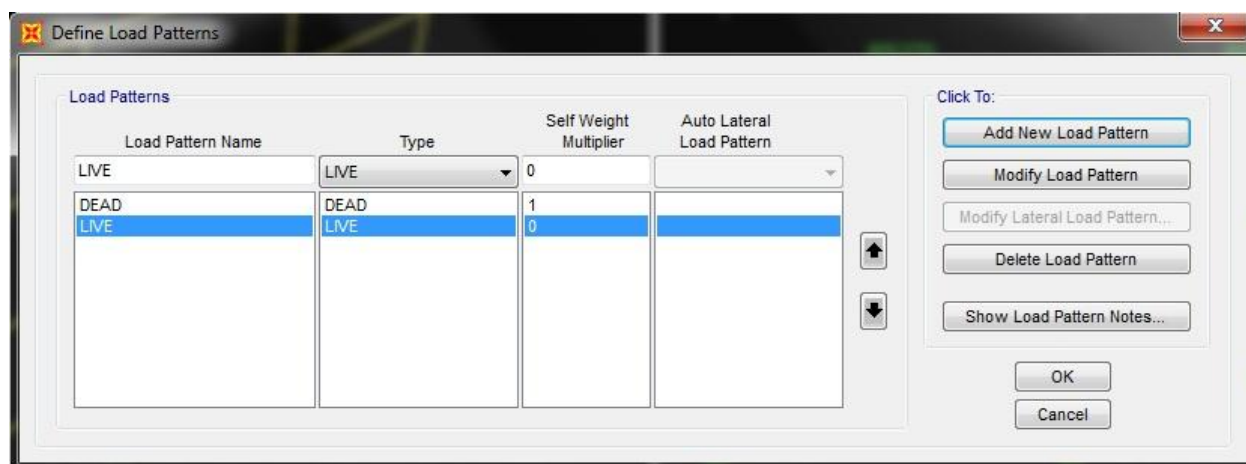 Define Load Patterns
Load Patterns
Click To:
Load Pattern Name
Type
Self Weight
Multiplier
Auto Lateral
Load Pattern
Add New Load Pattern
LIVE LIVE 0
Modify Load Pattern
DEAD DEAD 1
LIVE LIVE 0
Modify Lateral Load Pattern...
Delete Load Pattern
Show Load Pattern Notes...
OK
Cancel